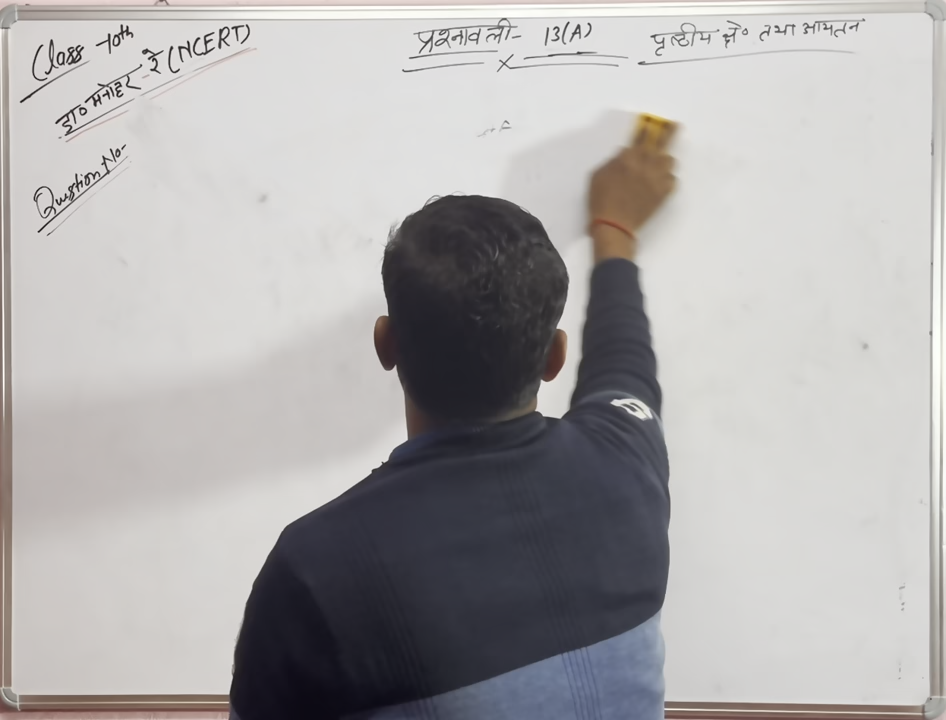 Class -10th
प्रश्नावली- 13(A)
पृष्ठीय क्षे० तथा आयतन
डा० मनोहर रे (NCERT)
Question No-